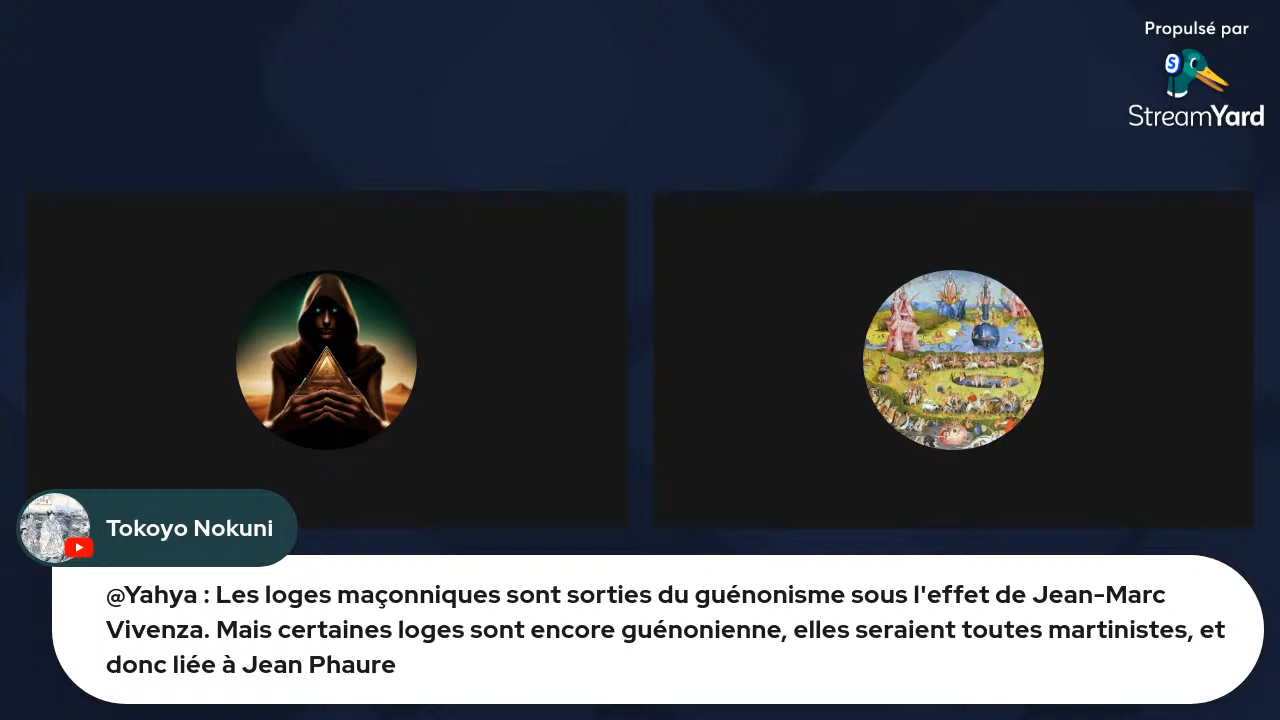 Propulsé par
StreamYard
Tokoyo Nokuni
@Yahya : Les loges maçonniques sont sorties du guénonisme sous l'effet de Jean-Marc
Vivenza. Mais certaines loges sont encore guénonienne, elles seraient toutes martinistes, et
donc liée à Jean Phaure